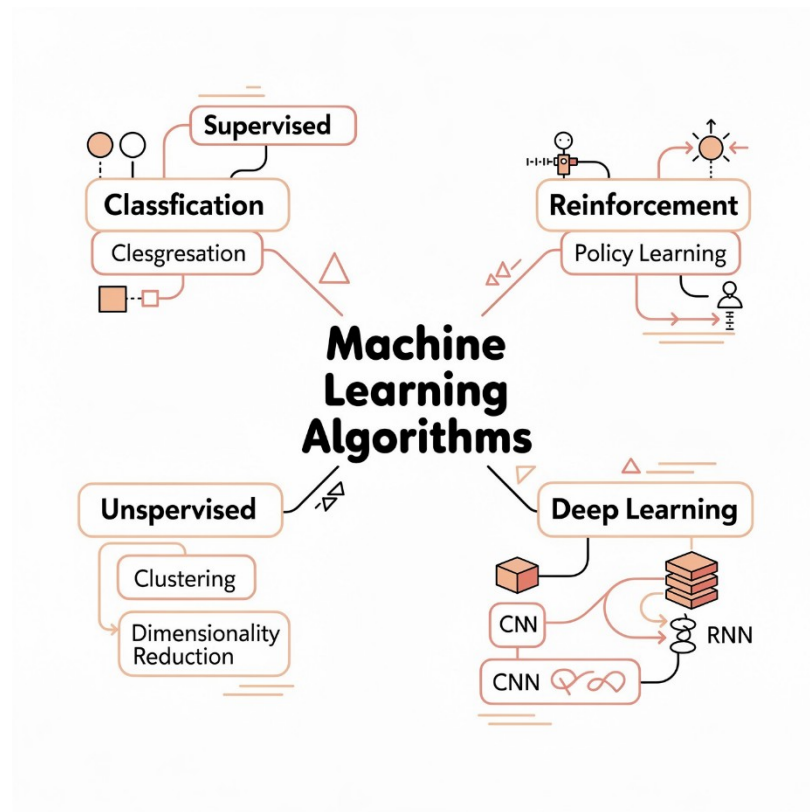 Supervised
Classfication
Clesgresation
Reinforcement
Policy Learning
Machine
Learning
Algorithms
Unspervised
Clustering
Dimensionality
Reduction
Deep Learning
CNN
RNN
CNN